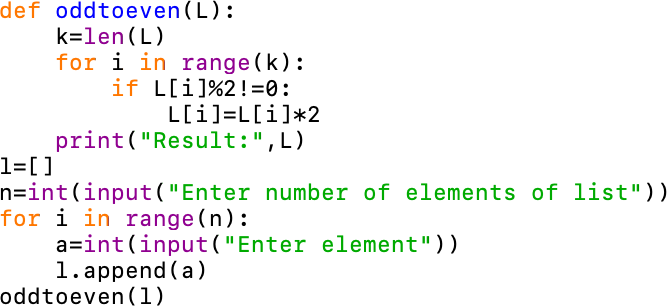 def oddtoeven(L):
    k=len(L)
    for i in range(k):
        if L[i]%2!=0:
            L[i]=L[i]*2
    print("Result:",L)
l=[]
n=int(input("Enter number of elements of list"))
for i in range(n):
    a=int(input("Enter element"))
    l.append(a)
oddtoeven(l)